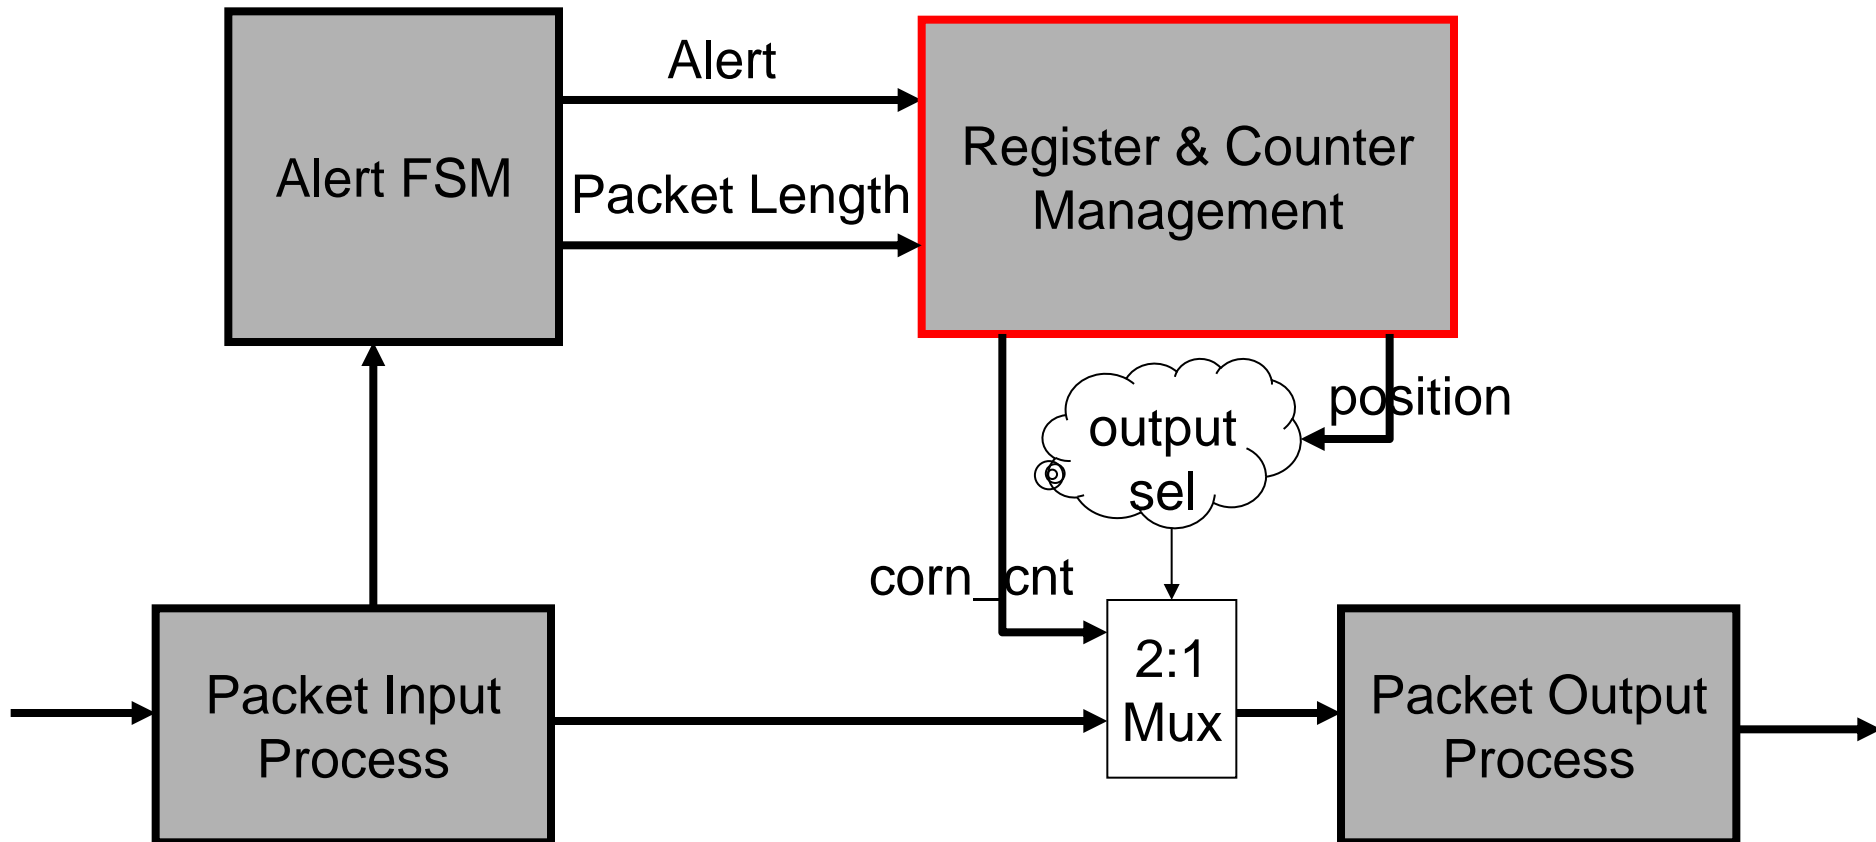 Alert
Alert FSM
Packet Length
Register & Counter
Management
position
output
sel
corn_cnt
2:1
Mux
Packet Input
Process
Packet Output
Process